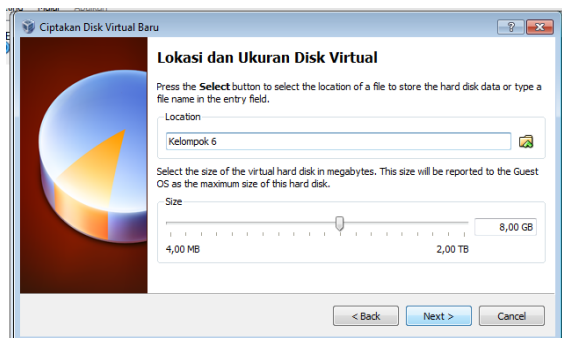 Ciptakan Disk Virtual Baru
Lokasi dan Ukuran Disk Virtual
Press the Select button to select the location of a file to store the hard disk data or type a
file name in the entry field.
Location
Kelompok 6
Select the size of the virtual hard disk in megabytes. This size will be reported to the Guest
OS as the maximum size of this hard disk.
Size
8,00 GB
4,00 MB 2,00 TB
< Back Next > Cancel